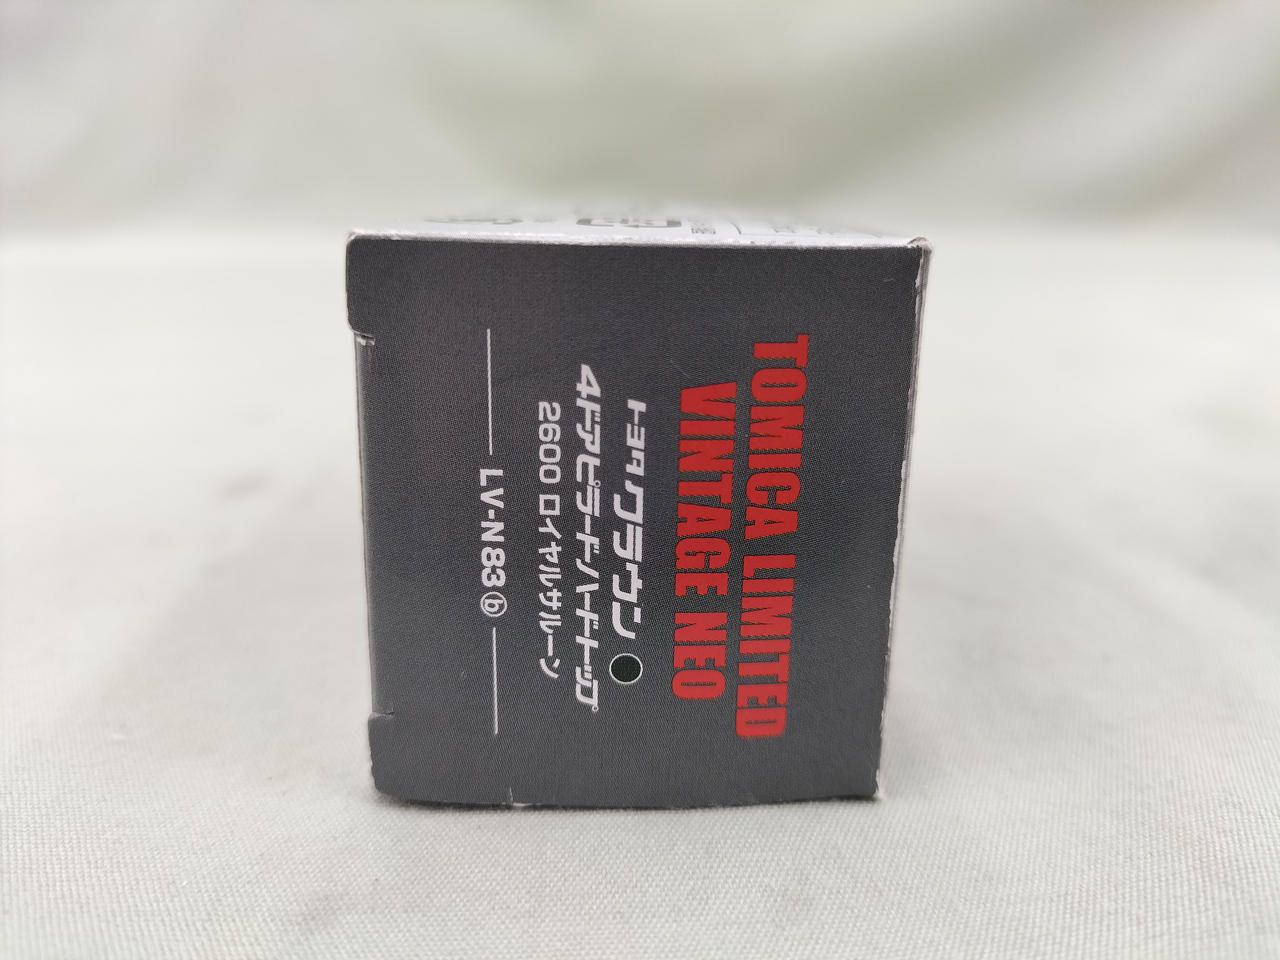 TOMICA LIMITED
VINTAGE NEO
トヨタ クラウン
4ドアピラードハードトップ
2600 ロイヤルサルーン
LV-N83 ⓑ